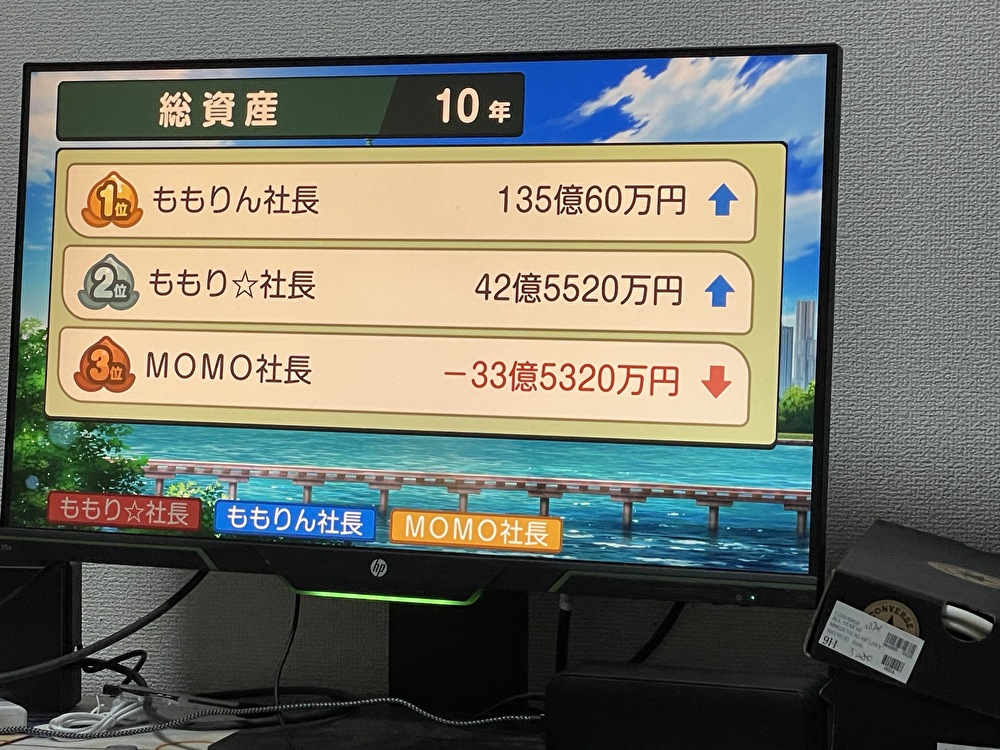 総資産 10年
1位 ももりん社長 135億60万円
2位 ももり☆社長 42億5520万円
3位 MOMO社長 -33億5320万円
ももり☆社長 ももりん社長 MOMO社長
hp
CONVERSE